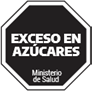 EXCESO EN
AZÚCARES
Ministerio
de Salud